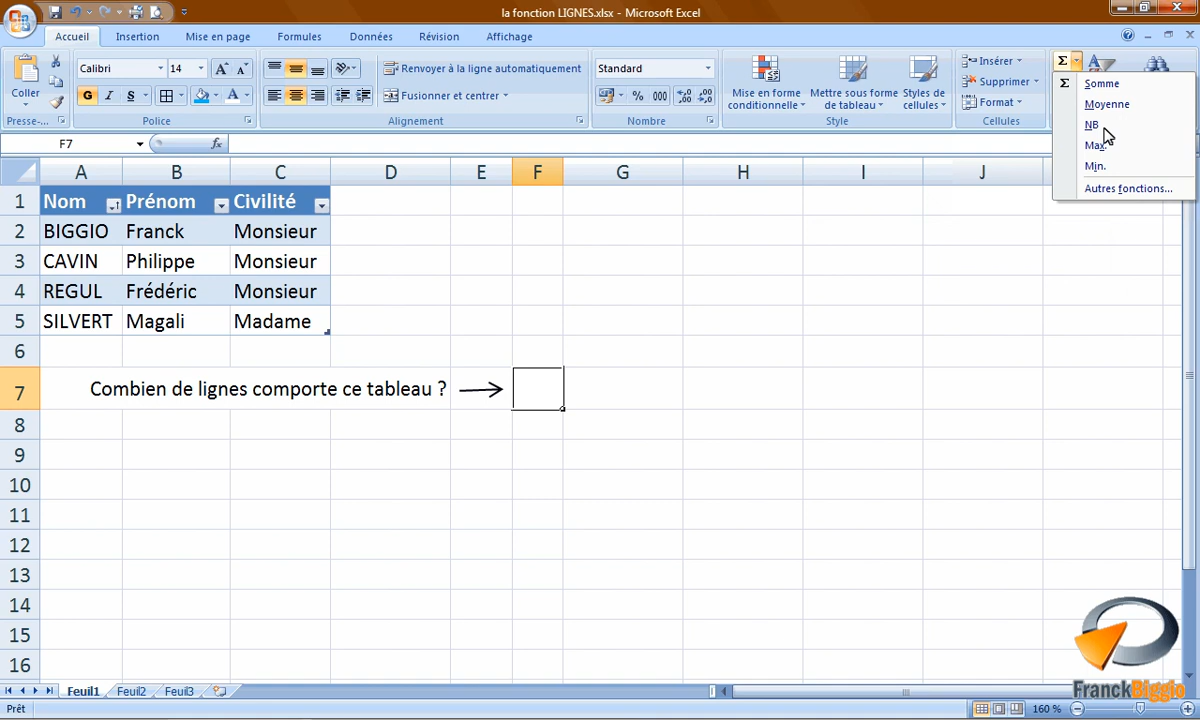 la fonction LIGNES.xlsx - Microsoft Excel
Accueil Insertion Mise en page Formules Données Révision Affichage
Coller
Calibri 14
G I S
Renvoyer à la ligne automatiquement
Fusionner et centrer
Standard
% 000
Mise en forme conditionnelle
Mettre sous forme de tableau
Styles de cellules
Insérer
Supprimer
Format
Presse-... Police Alignement Nombre Style Cellules
Σ Somme
Moyenne
NB
Max.
Min.
Autres fonctions...
F7 fx
A B C D E F G H I J
1 Nom Prénom Civilité
2 BIGGIO Franck Monsieur
3 CAVIN Philippe Monsieur
4 REGUL Frédéric Monsieur
5 SILVERT Magali Madame
6
7 Combien de lignes comporte ce tableau ?
8
9
10
11
12
13
14
15
16
FranckBiggio
Feuil1 Feuil2 Feuil3
Prêt 160 %